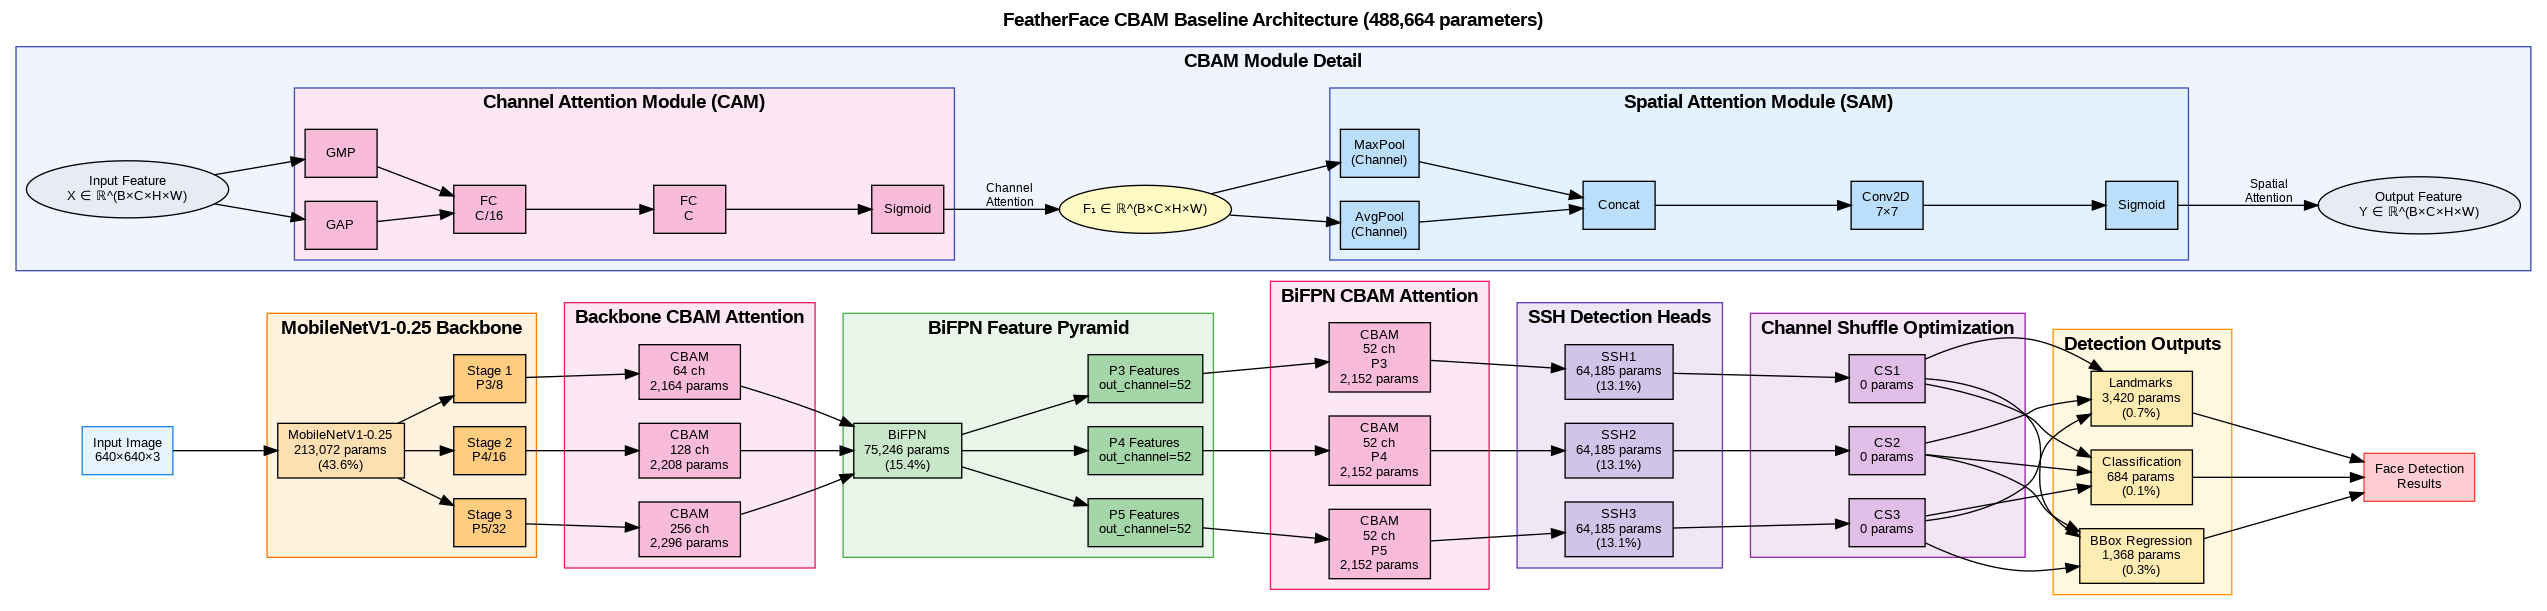 FeatherFace CBAM Baseline Architecture (488,664 parameters)
CBAM Module Detail
Input Feature
X ∈ ℝ^(B×C×H×W)
Channel Attention Module (CAM)
GMP
GAP
FC
C/16
FC
C
Sigmoid
Channel
Attention
F₁ ∈ ℝ^(B×C×H×W)
Spatial Attention Module (SAM)
MaxPool
(Channel)
AvgPool
(Channel)
Concat
Conv2D
7×7
Sigmoid
Spatial
Attention
Output Feature
Y ∈ ℝ^(B×C×H×W)
Input Image
640×640×3
MobileNetV1-0.25 Backbone
MobileNetV1-0.25
213,072 params
(43.6%)
Stage 1
P3/8
Stage 2
P4/16
Stage 3
P5/32
Backbone CBAM Attention
CBAM
64 ch
2,164 params
CBAM
128 ch
2,208 params
CBAM
256 ch
2,296 params
BiFPN Feature Pyramid
BiFPN
75,246 params
(15.4%)
P3 Features
out_channel=52
P4 Features
out_channel=52
P5 Features
out_channel=52
BiFPN CBAM Attention
CBAM
52 ch
P3
2,152 params
CBAM
52 ch
P4
2,152 params
CBAM
52 ch
P5
2,152 params
SSH Detection Heads
SSH1
64,185 params
(13.1%)
SSH2
64,185 params
(13.1%)
SSH3
64,185 params
(13.1%)
Channel Shuffle Optimization
CS1
0 params
CS2
0 params
CS3
0 params
Detection Outputs
Landmarks
3,420 params
(0.7%)
Classification
684 params
(0.1%)
BBox Regression
1,368 params
(0.3%)
Face Detection
Results